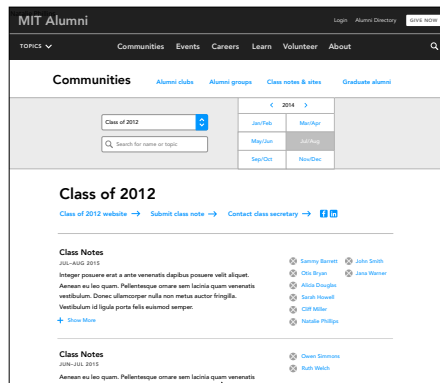 MIT Alumni
Login Alumni Directory GIVE NOW
TOPICS Communities Events Careers Learn Volunteer About
Communities Alumni clubs Alumni groups Class notes & sites Graduate alumni
Class of 2012
Search for name or topic
2014
Jan/Feb Mar/Apr
May/Jun Jul/Aug
Sep/Oct Nov/Dec
Class of 2012
Class of 2012 website → Submit class note → Contact class secretary → f in
Class Notes
JUL–AUG 2015
Integer posuere erat a ante venenatis dapibus posuere velit aliquet.
Aenean eu leo quam. Pellentesque ornare sem lacinia quam venenatis
vestibulum. Donec ullamcorper nulla non metus auctor fringilla.
Vestibulum id ligula porta felis euismod semper.
+ Show More
Sammy Barrett John Smith
Otis Bryan Jana Warner
Alicia Douglas
Sarah Howell
Cliff Miller
Natalie Phillips
Class Notes
JUN–JUL 2015
Aenean eu leo quam. Pellentesque ornare sem lacinia quam venenatis
Owen Simmons
Ruth Welch